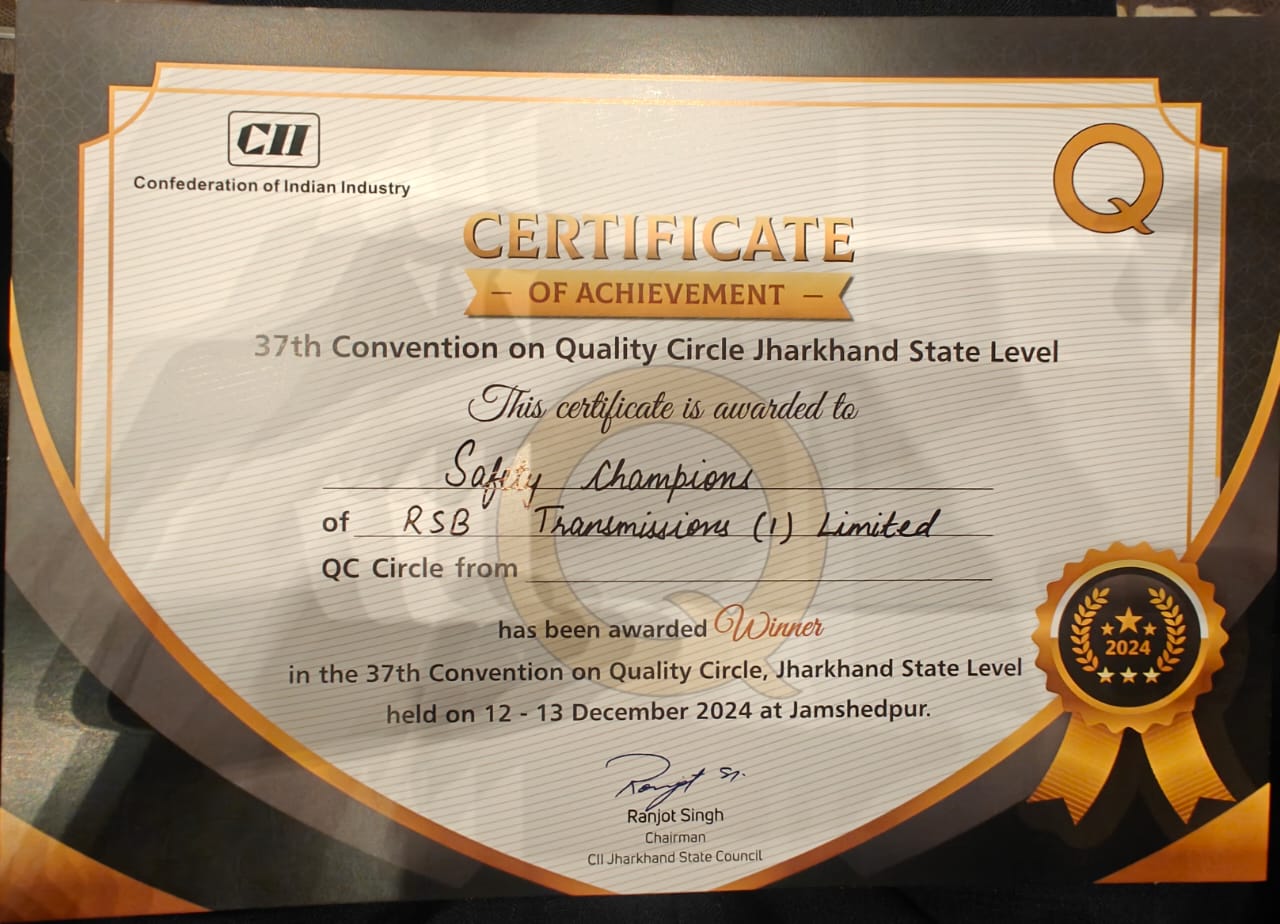 CII
Confederation of Indian Industry
Q
CERTIFICATE
— OF ACHIEVEMENT —
37th Convention on Quality Circle Jharkhand State Level
This certificate is awarded to
Safety Champions
of RSB Transmissions (I) Limited
QC Circle from
has been awarded Winner
in the 37th Convention on Quality Circle, Jharkhand State Level
held on 12 - 13 December 2024 at Jamshedpur.
2024
Ranjot Singh
Chairman
CII Jharkhand State Council